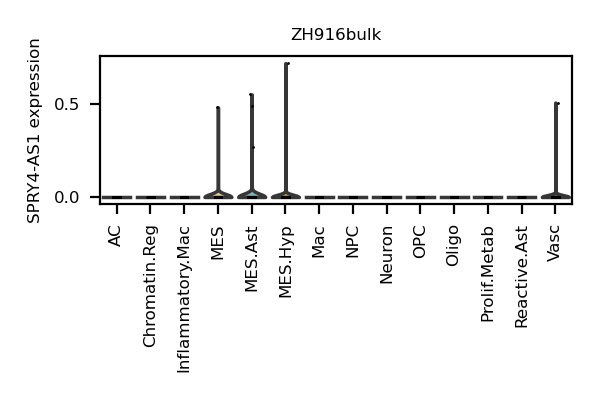 ZH916bulk
SPRY4-AS1 expression
0.5
0.0
AC
Chromatin.Reg
Inflammatory.Mac
MES
MES.Ast
MES.Hyp
Mac
NPC
Neuron
OPC
Oligo
Prolif.Metab
Reactive.Ast
Vasc